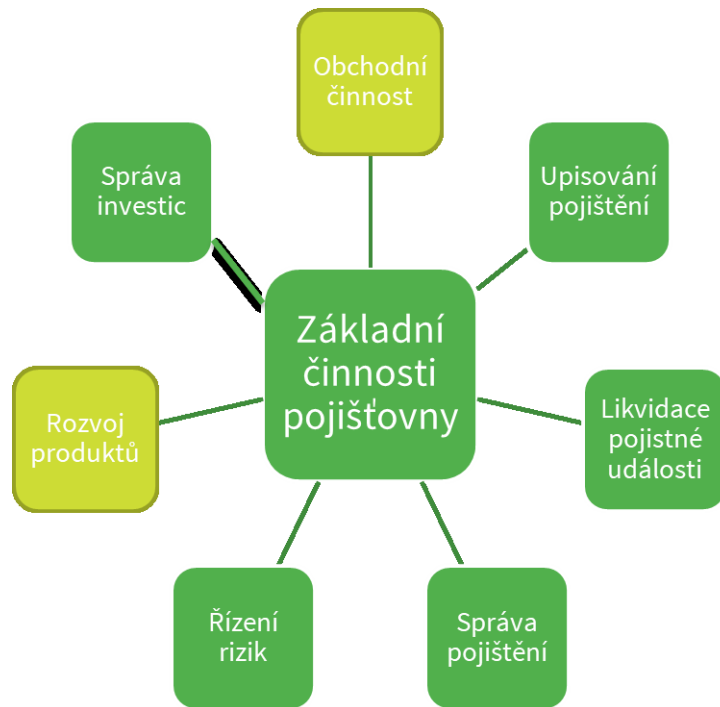 Obchodní
činnost
Správa
investic
Upisování
pojištění
Základní
činnosti
pojišťovny
Rozvoj
produktů
Likvidace
pojistné
události
Řízení
rizik
Správa
pojištění